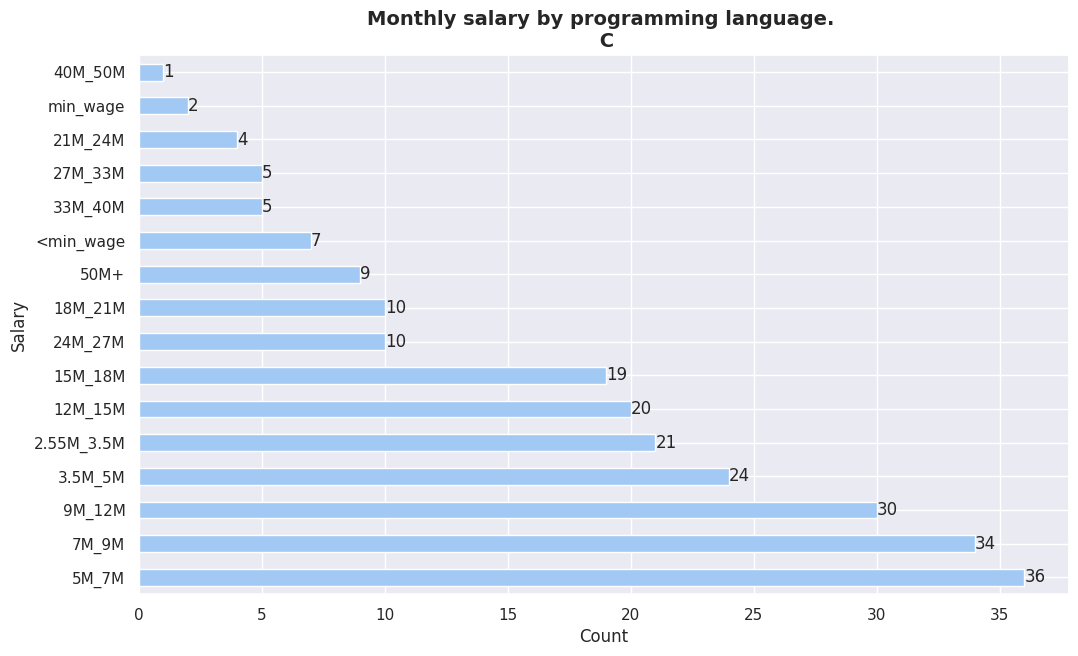 Monthly salary by programming language.
C
40M_50M 1
min_wage 2
21M_24M 4
27M_33M 5
33M_40M 5
<min_wage 7
50M+ 9
18M_21M 10
24M_27M 10
15M_18M 19
12M_15M 20
2.55M_3.5M 21
3.5M_5M 24
9M_12M 30
7M_9M 34
5M_7M 36
Salary
0 5 10 15 20 25 30 35
Count